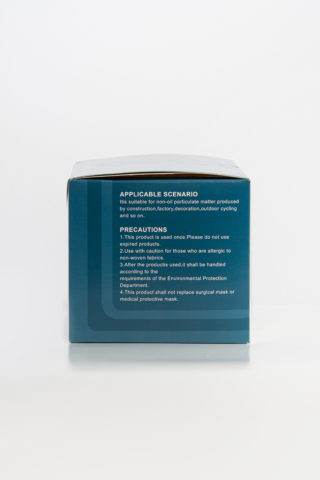 APPLICABLE SCENARIO
Itis suitable for non-oil particulate matter produced
by construction,factory,decoration,outdoor cycling
and so on.
PRECAUTIONS
1.This product is used once.Please do not use
expired products.
2.Use with caution for those who are allergic to
non-woven fabrics.
3.After the productis used,it shall be handled
according to the
requirements of the Environmental Protection
Department.
4.This product shall not replace surgical mask or
medical protective mask.